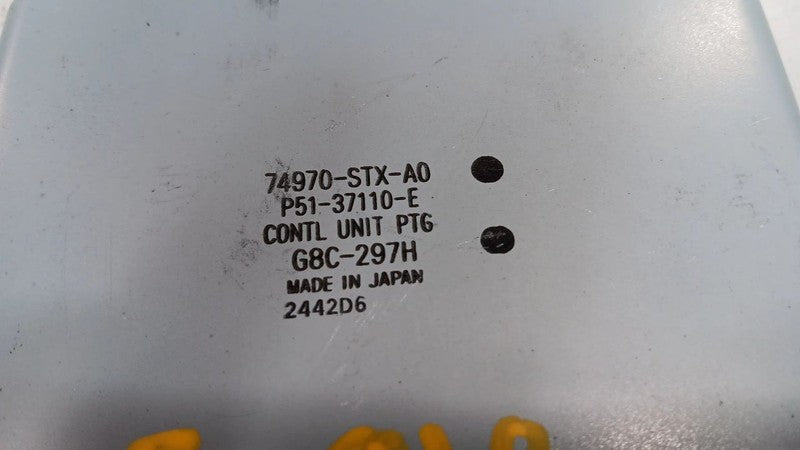 74970-STX-A0
P51-37110-E
CONTL UNIT PTG
G8C-297H
MADE IN JAPAN
2442D6